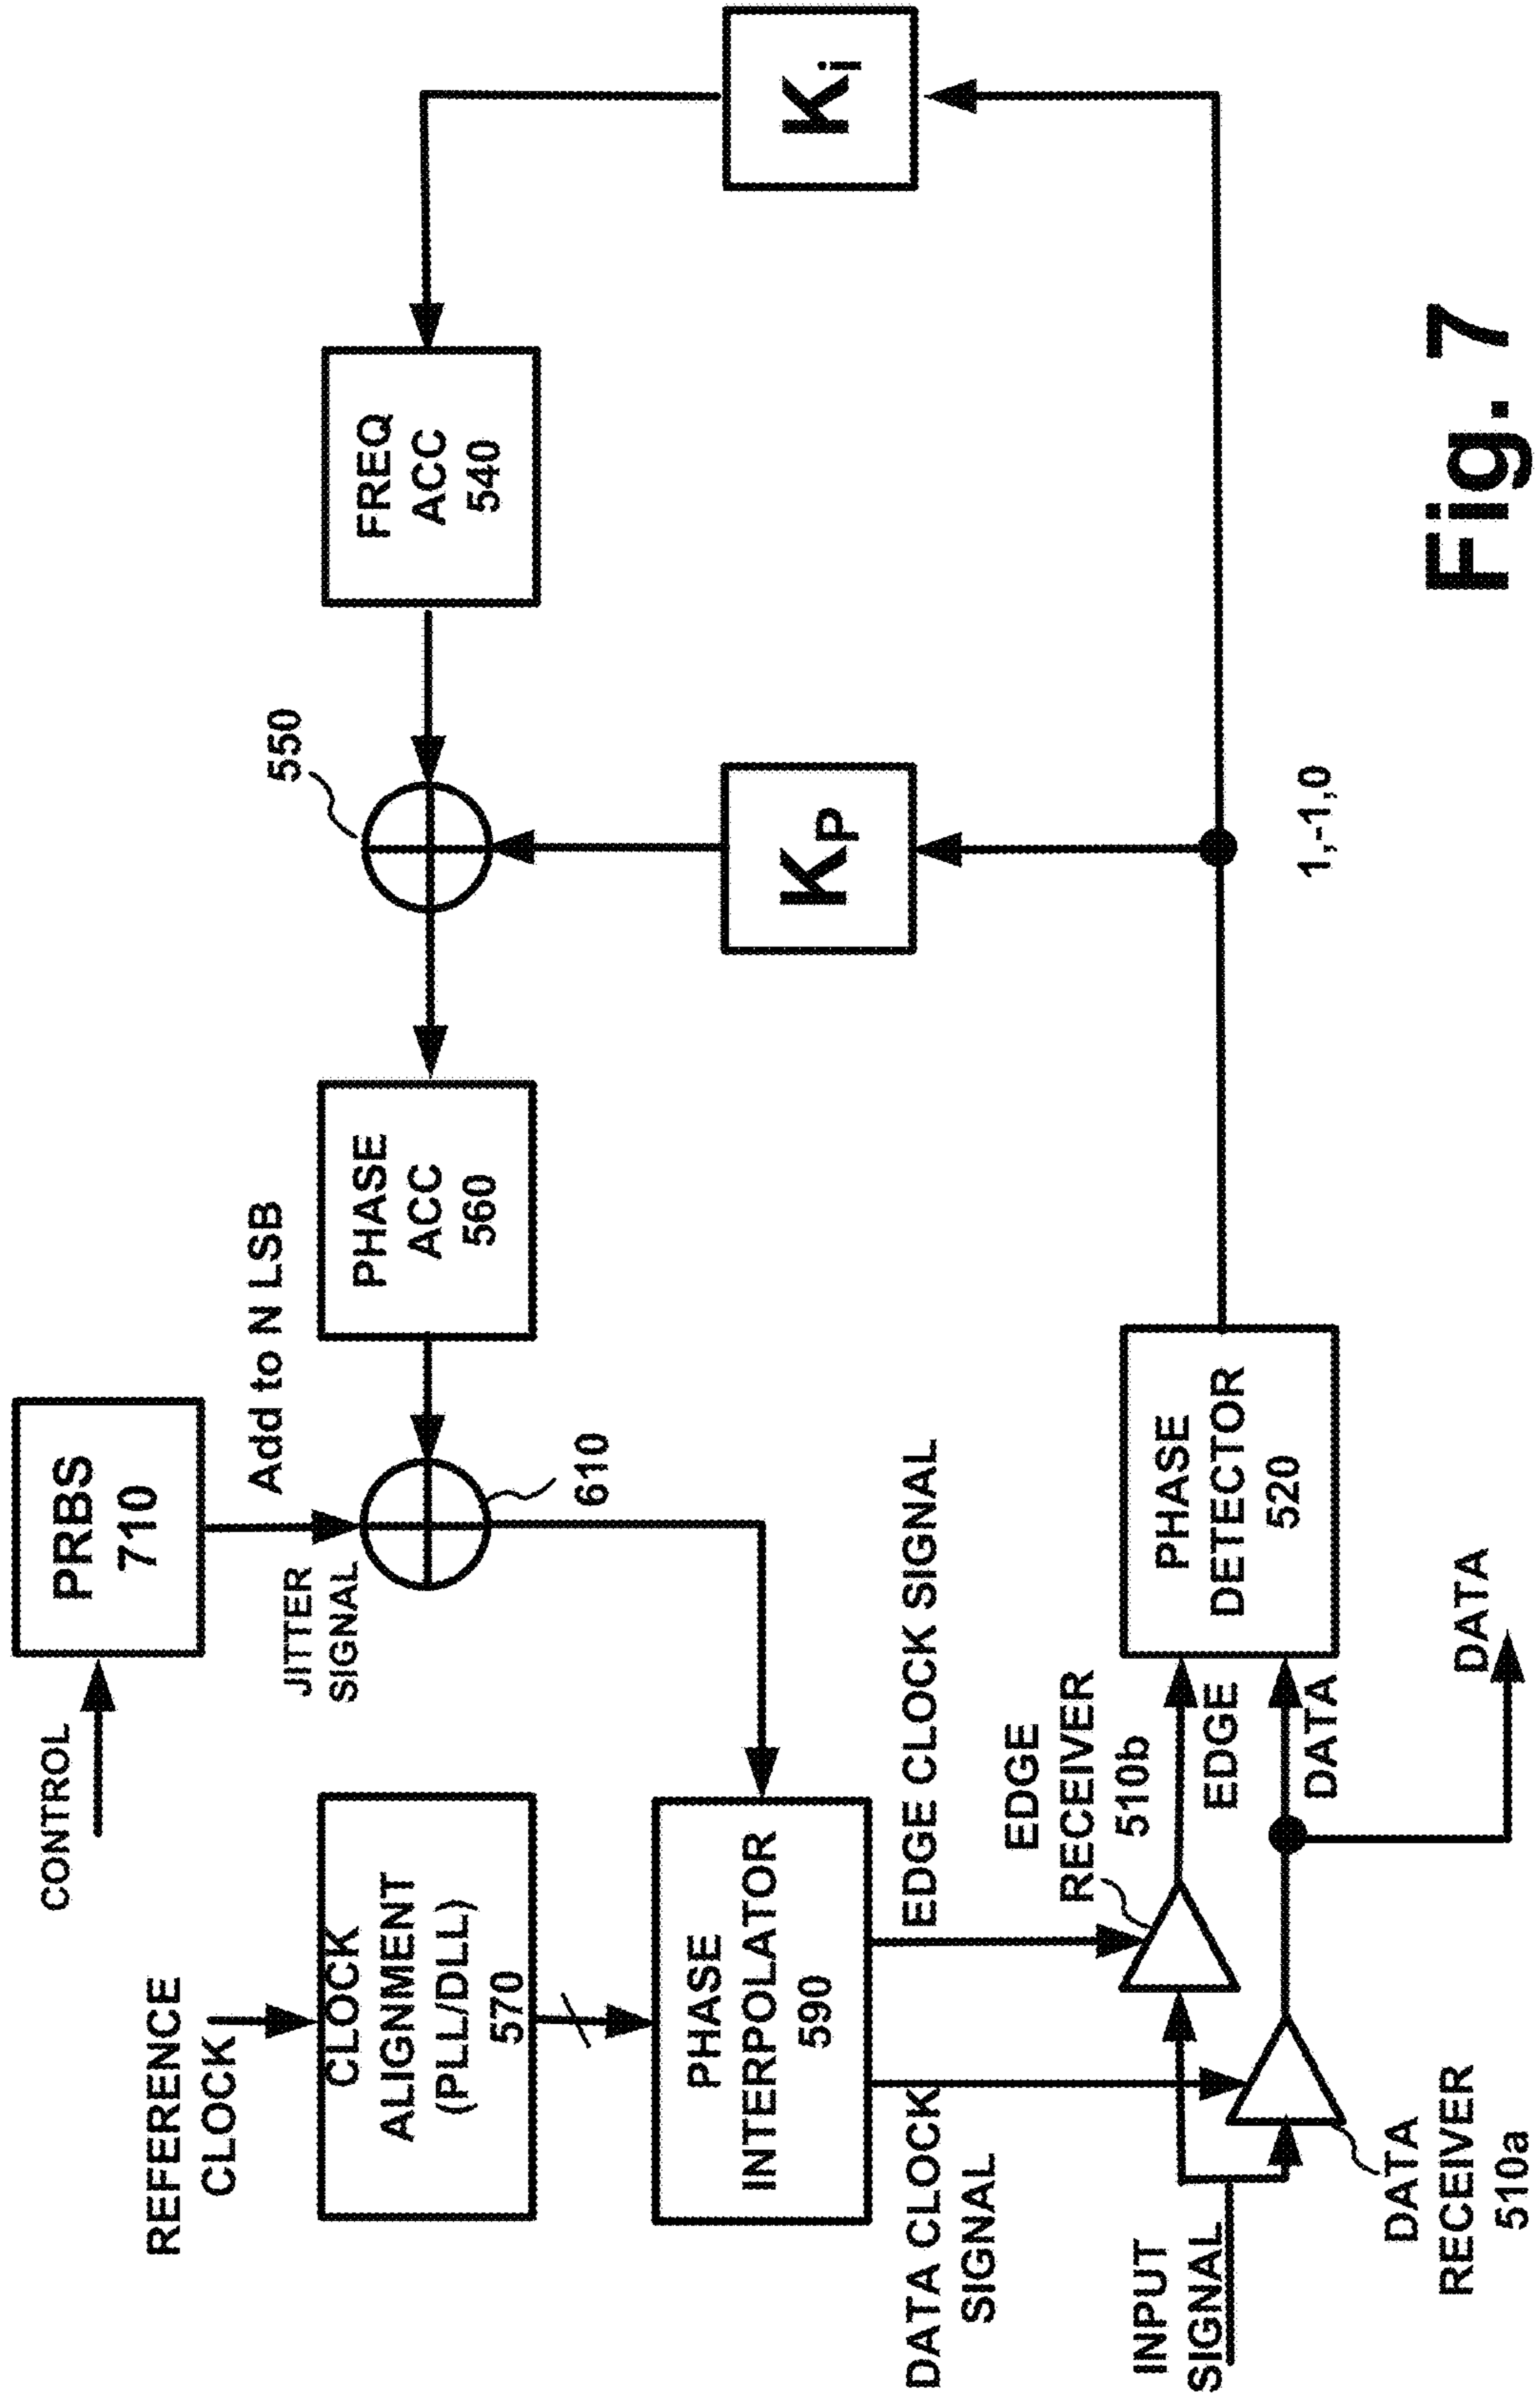 CONTROL
PRBS
710
JITTER
SIGNAL
Add to N LSB
REFERENCE
CLOCK
CLOCK
ALIGNMENT
(PLL/DLL)
570
610
PHASE
ACC
560
550
FREQ
ACC
540
PHASE
INTERPOLATOR
590
KP
Ki
DATA CLOCK
SIGNAL
EDGE CLOCK SIGNAL
INPUT
SIGNAL
EDGE
RECEIVER
510b
EDGE
DATA
PHASE
DETECTOR
520
1,-1,0
DATA
RECEIVER
510a
DATA
Fig. 7